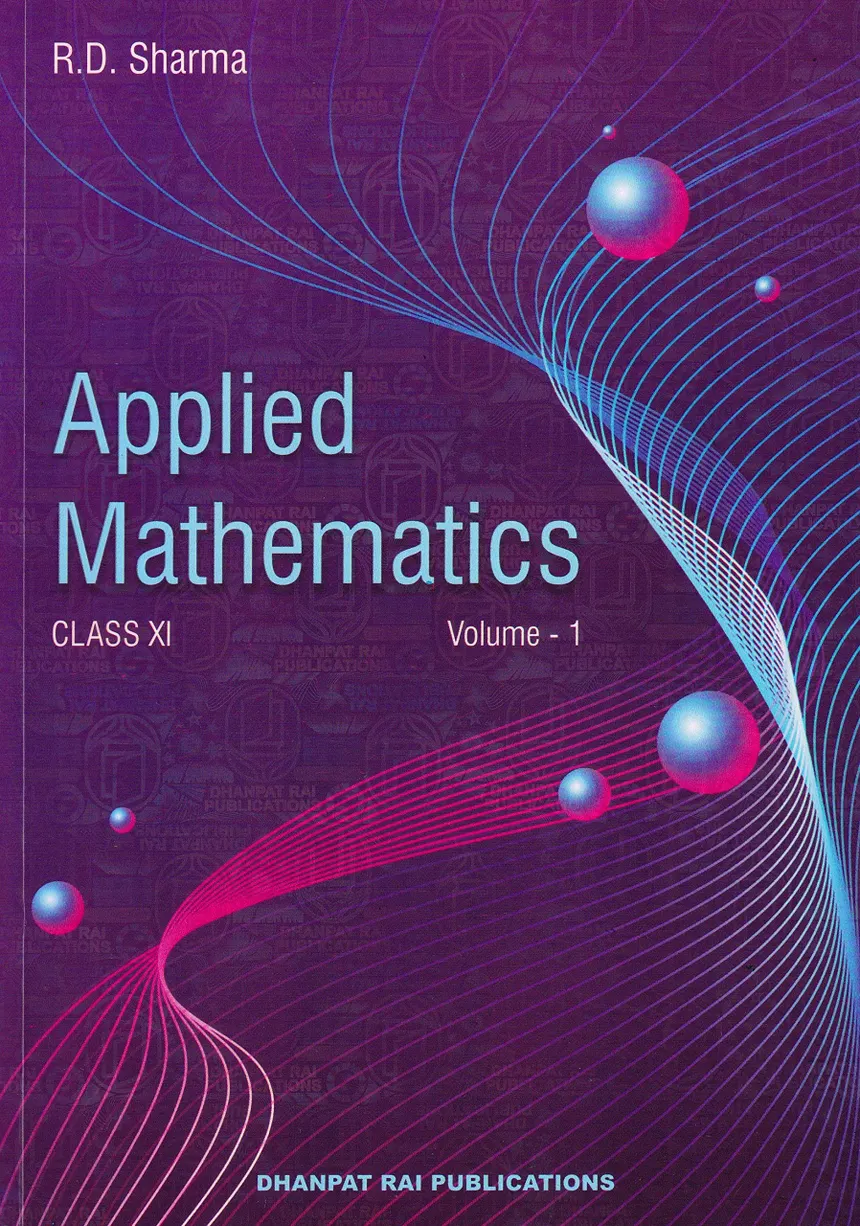 R.D. Sharma
Applied
Mathematics
CLASS XI
Volume - 1
DHANPAT RAI PUBLICATIONS